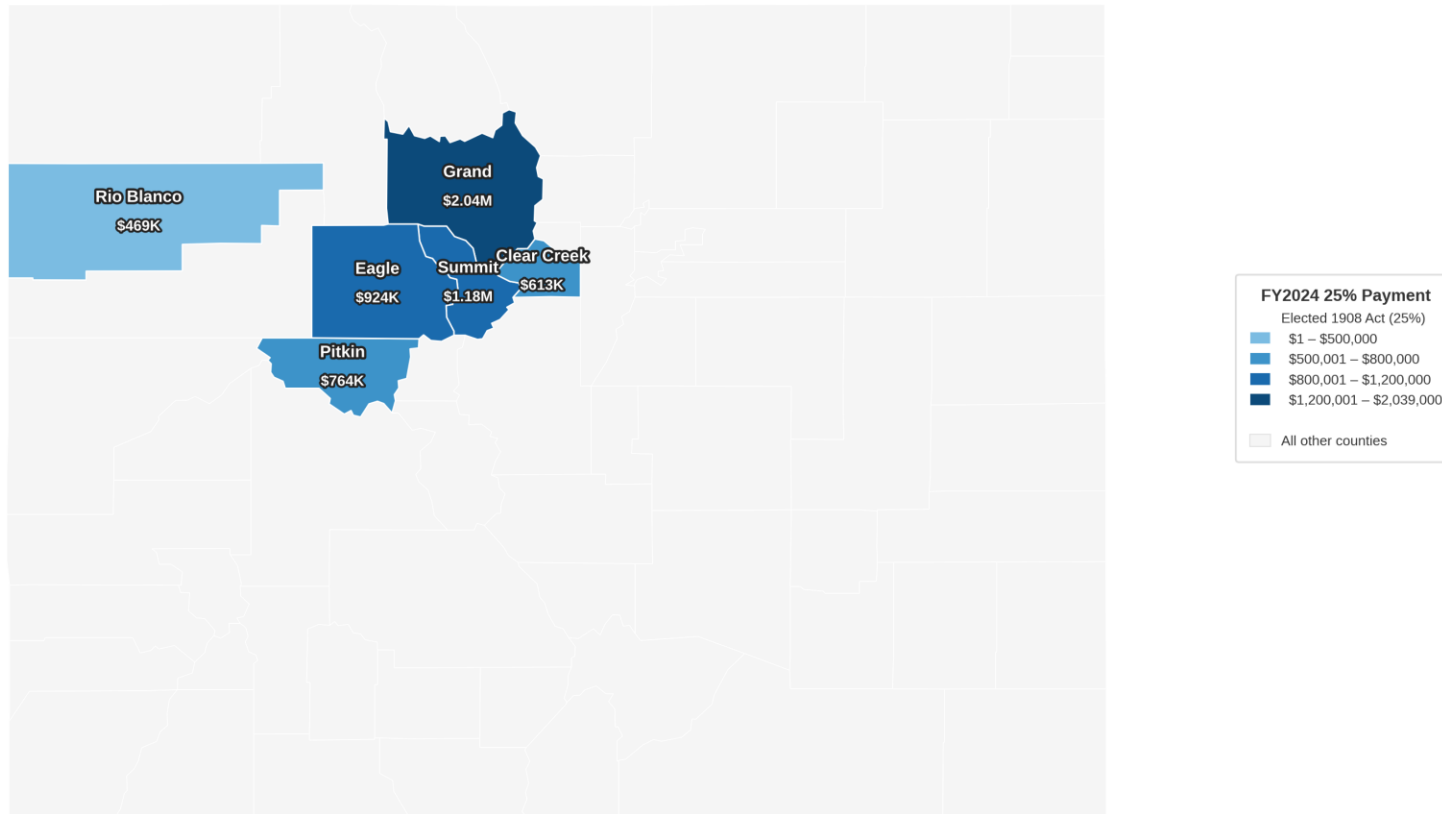 Grand
$2.04M
Rio Blanco
$469K
Clear Creek
$613K
Eagle
$924K
Summit
$1.18M
Pitkin
$764K
FY2024 25% Payment
Elected 1908 Act (25%)
$1 – $500,000
$500,001 – $800,000
$800,001 – $1,200,000
$1,200,001 – $2,039,000
All other counties